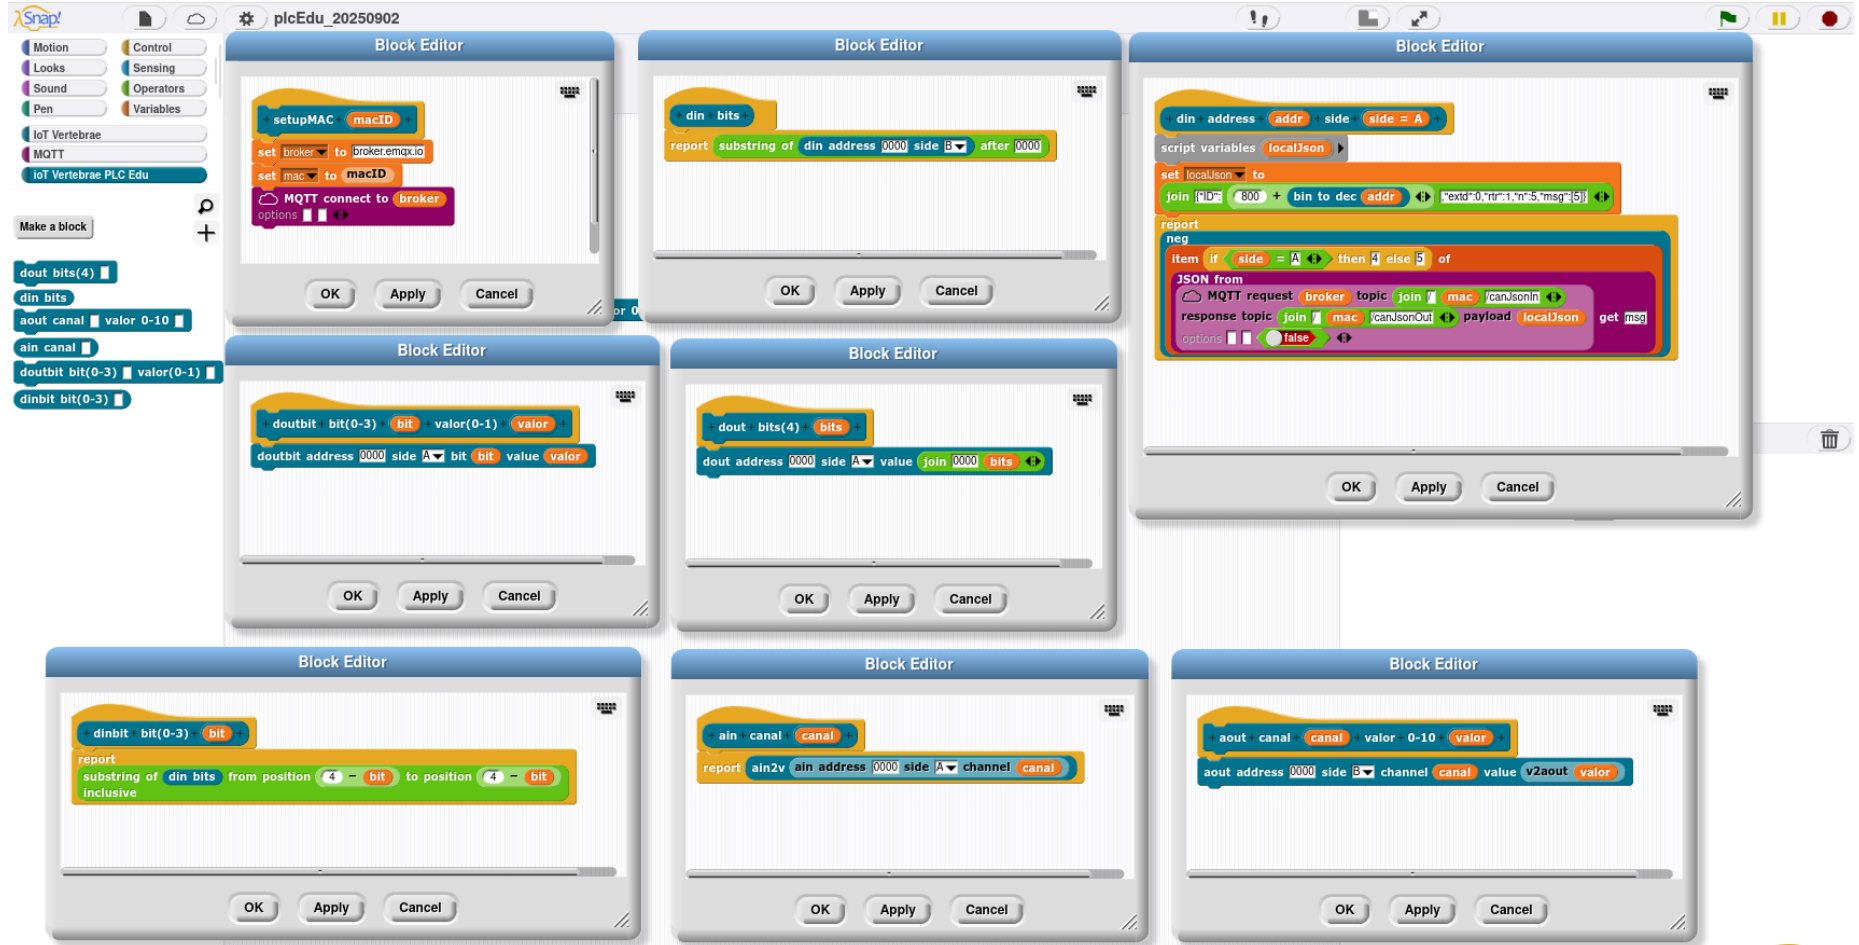 Snap!
plcEdu_20250902
Motion Control
Looks Sensing
Sound Operators
Pen Variables
IoT Vertebrae
MQTT
ioT Vertebrae PLC Edu
Make a block
dout bits(4)
din bits
aout canal valor 0-10
ain canal
doutbit bit(0-3) valor(0-1)
dinbit bit(0-3)
Block Editor
setupMAC macID
set broker to broker.emqx.io
set mac to macID
MQTT connect to broker
options
OK Apply Cancel
Block Editor
din bits
report substring of din address 0000 side B after 0000
OK Apply Cancel
or 0
Block Editor
din address addr side side = A
script variables localJson
set localJson to
join {"ID": 800 + bin to dec addr ,"extd":0,"rtr":1,"n":5,"msg":[5]}
report
neg
item if side = A then 4 else 5 of
JSON from
MQTT request broker topic join / mac /canJsonIn
response topic join / mac /canJsonOut payload localJson get msg
options false
OK Apply Cancel
Block Editor
doutbit bit(0-3) bit valor(0-1) valor
doutbit address 0000 side A bit bit value valor
OK Apply Cancel
Block Editor
dout bits(4) bits
dout address 0000 side A value join 0000 bits
OK Apply Cancel
Block Editor
dinbit bit(0-3) bit
report
substring of din bits from position 4 - bit to position 4 - bit
inclusive
OK Apply Cancel
Block Editor
ain canal canal
report ain2v ain address 0000 side A channel canal
OK Apply Cancel
Block Editor
aout canal canal valor 0-10 valor
aout address 0000 side B channel canal value v2aout valor
OK Apply Cancel